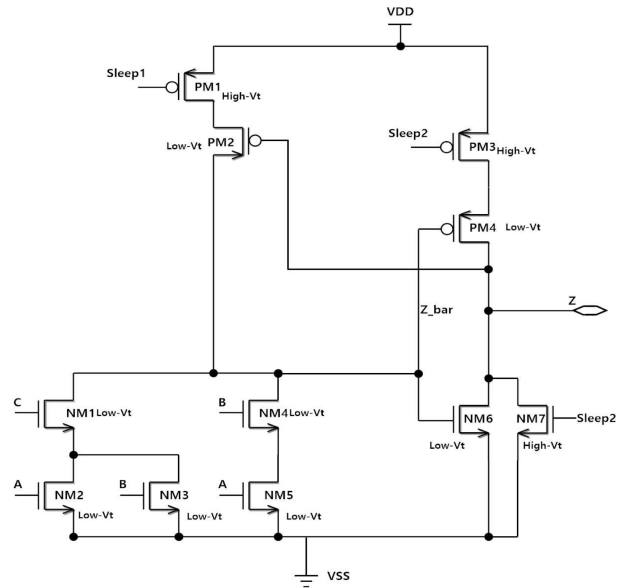 VDD
Sleep1
PM1
High-Vt
Low-Vt
PM2
Sleep2
PM3
High-Vt
PM4
Low-Vt
Z_bar
Z
C
NM1
Low-Vt
B
NM4
Low-Vt
NM6
Low-Vt
NM7
High-Vt
Sleep2
A
NM2
Low-Vt
B
NM3
Low-Vt
A
NM5
Low-Vt
VSS